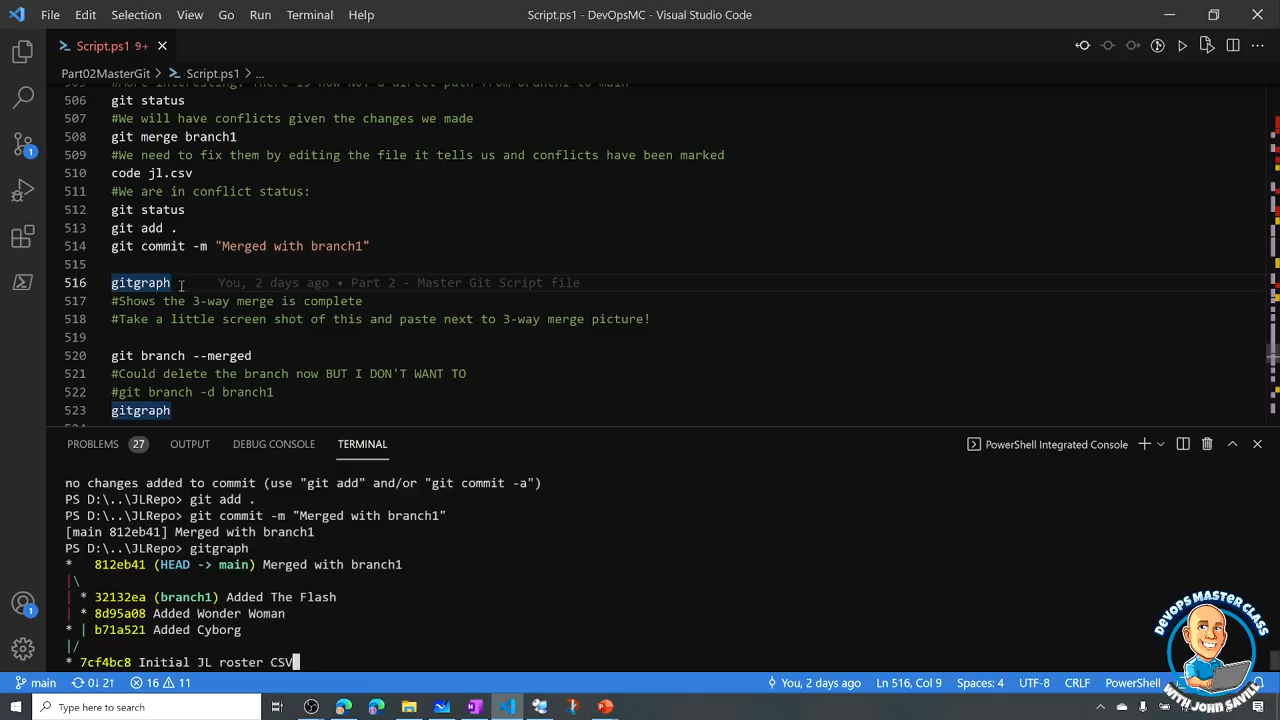 File Edit Selection View Go Run Terminal Help Script.ps1 - DevOpsMC - Visual Studio Code
Script.ps1 9+
Part02MasterGit > Script.ps1 > ...
506 git status
507 #We will have conflicts given the changes we made
508 git merge branch1
509 #We need to fix them by editing the file it tells us and conflicts have been marked
510 code jl.csv
511 #We are in conflict status:
512 git status
513 git add .
514 git commit -m "Merged with branch1"
515
516 gitgraph You, 2 days ago • Part 2 - Master Git Script file
517 #Shows the 3-way merge is complete
518 #Take a little screen shot of this and paste next to 3-way merge picture!
519
520 git branch --merged
521 #Could delete the branch now BUT I DON'T WANT TO
522 #git branch -d branch1
523 gitgraph
PROBLEMS 27 OUTPUT DEBUG CONSOLE TERMINAL PowerShell Integrated Console
no changes added to commit (use "git add" and/or "git commit -a")
PS D:\..\JLRepo> git add .
PS D:\..\JLRepo> git commit -m "Merged with branch1"
[main 812eb41] Merged with branch1
PS D:\..\JLRepo> gitgraph
*   812eb41 (HEAD -> main) Merged with branch1
|\
| * 32132ea (branch1) Added The Flash
| * 8d95a08 Added Wonder Woman
* | b71a521 Added Cyborg
|/
* 7cf4bc8 Initial JL roster CSV
DEVOPS MASTER CLASS
WITH JOHN SAVILL
main 0↓ 2↑ 16 11 You, 2 days ago Ln 516, Col 9 Spaces: 4 UTF-8 CRLF PowerShell
Type here to search